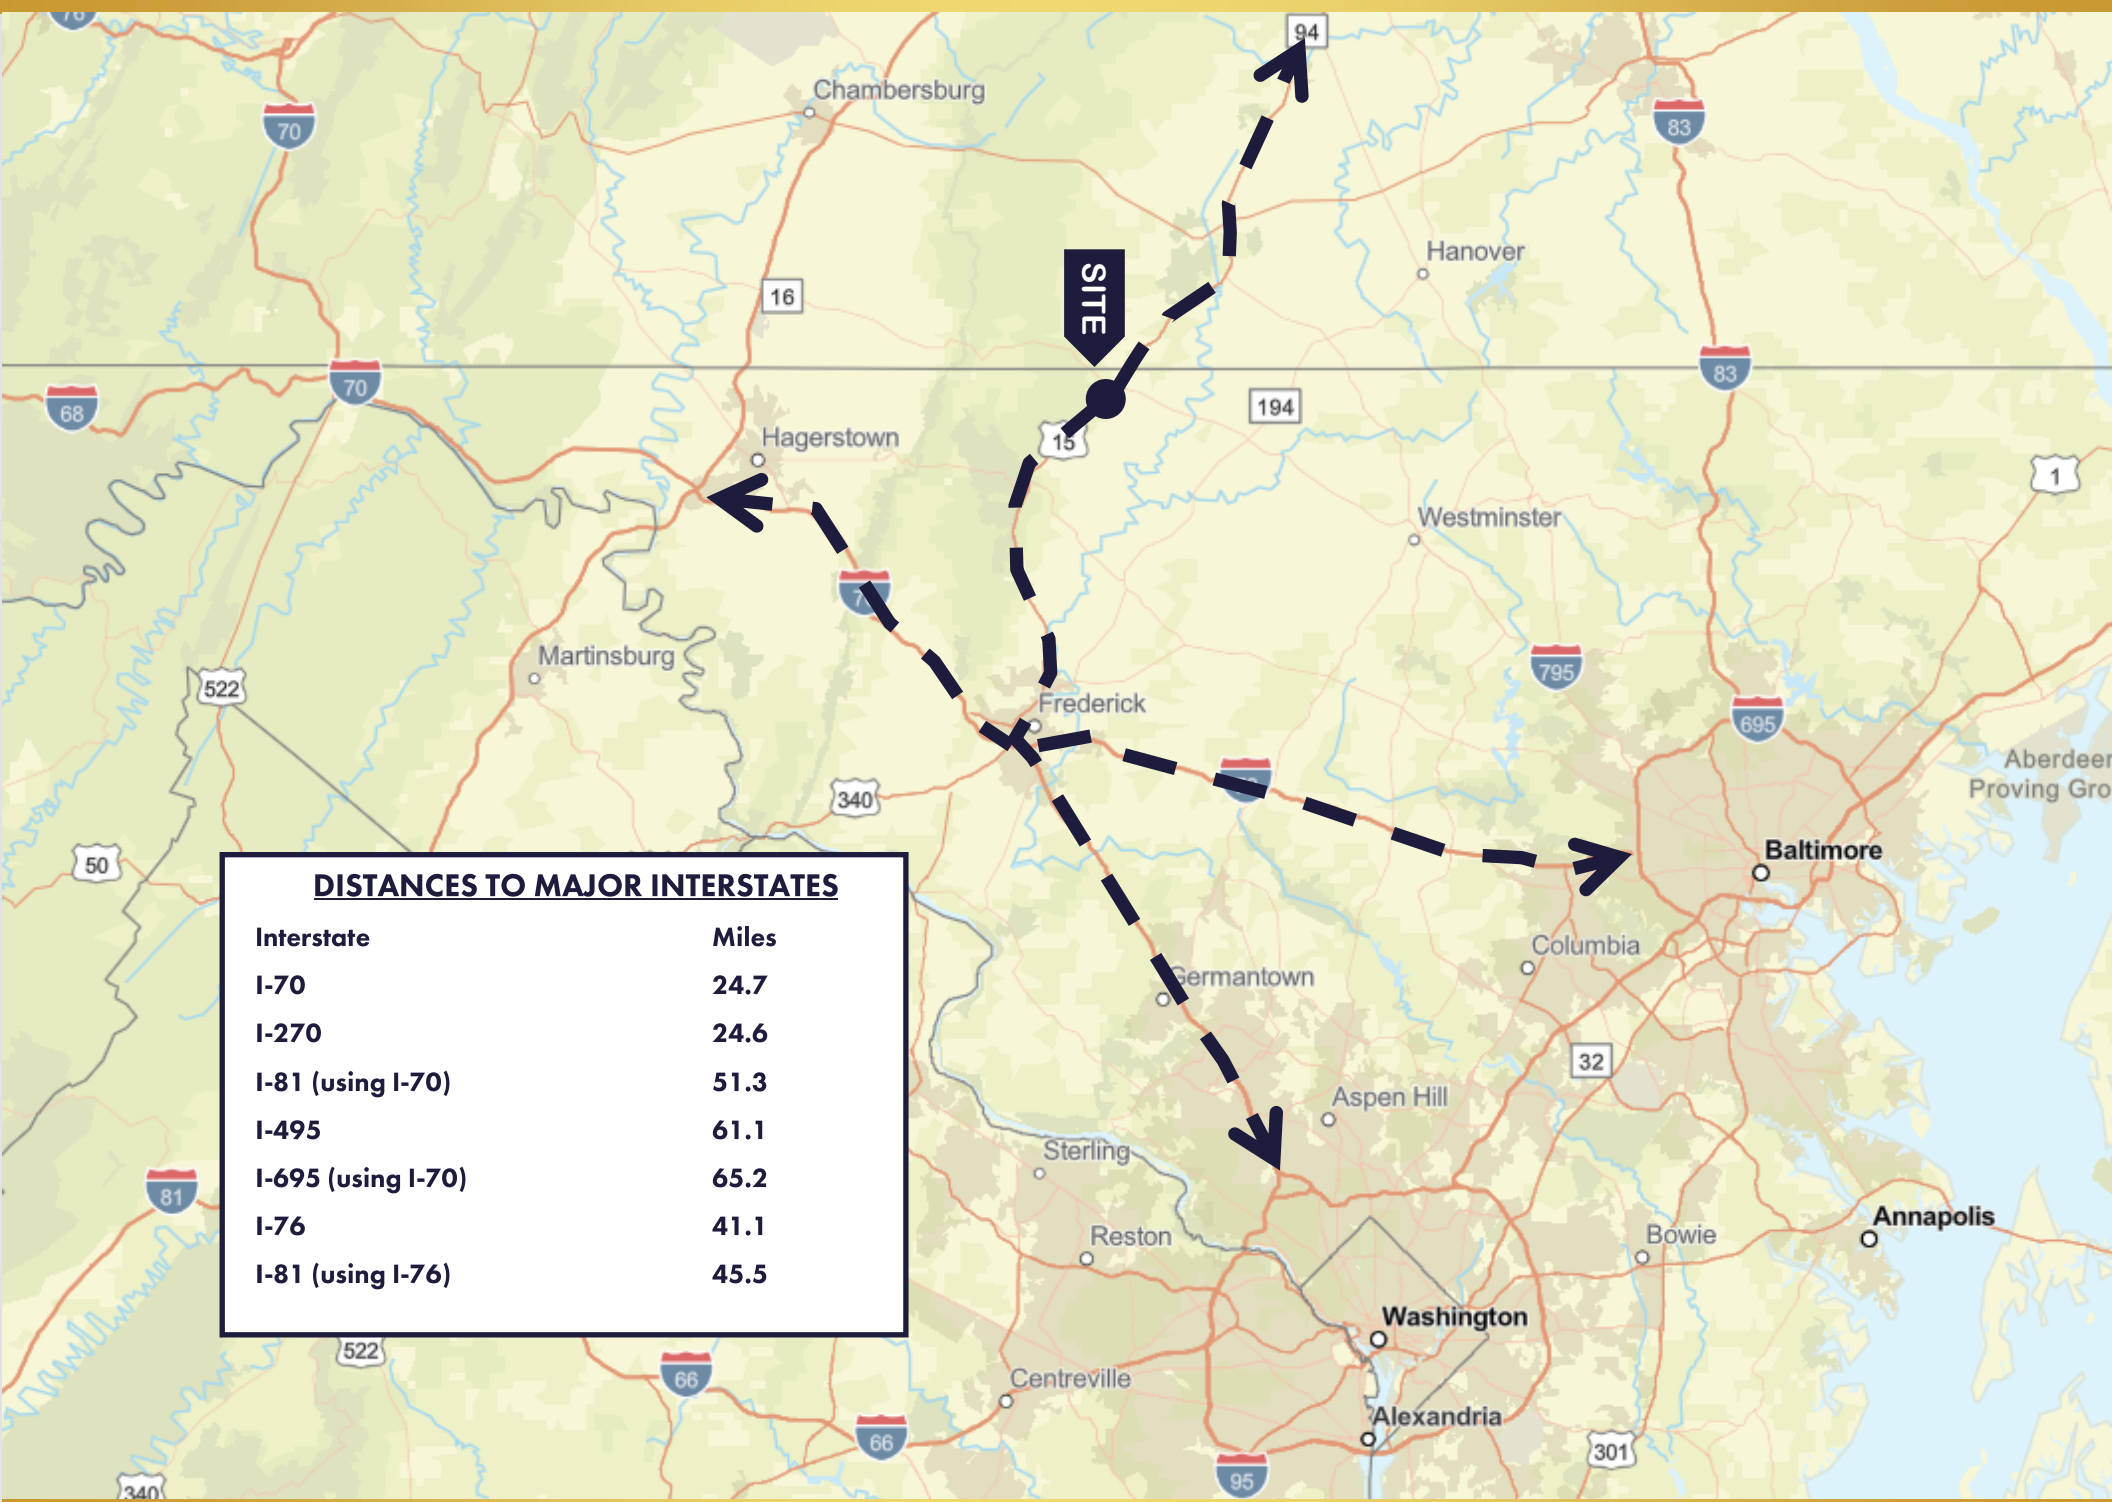 76
94
Chambersburg
70
83
Hanover
SITE
16
70
83
68
194
15
Hagerstown
1
Westminster
Martinsburg
795
522
Frederick
695
Aberdeen
Proving Gro
340
50
Baltimore
DISTANCES TO MAJOR INTERSTATES
Interstate Miles
I-70 24.7
I-270 24.6
I-81 (using I-70) 51.3
I-495 61.1
I-695 (using I-70) 65.2
I-76 41.1
I-81 (using I-76) 45.5
Columbia
Germantown
32
Aspen Hill
Sterling
81
Annapolis
Reston
Bowie
Washington
522
66
Centreville
Alexandria
66
301
95
340